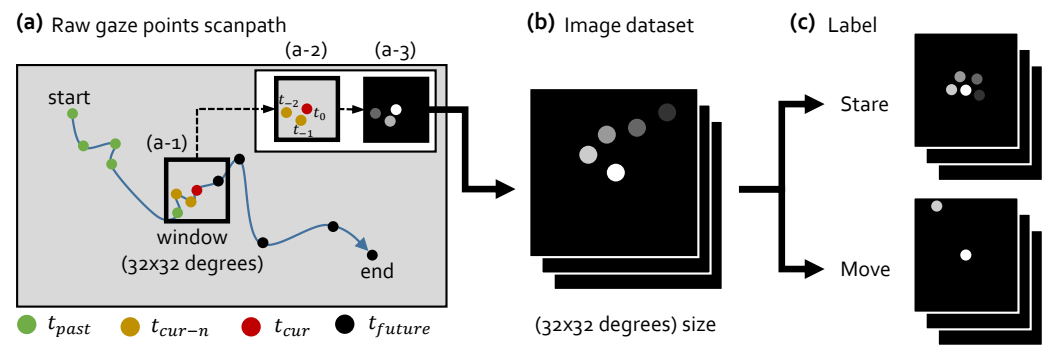 (a) Raw gaze points scanpath
(a-2)
(a-3)
start
t₋₂
t₀
t₋₁
(a-1)
window
(32x32 degrees)
end
t_past
t_cur−n
t_cur
t_future
(b) Image dataset
(32x32 degrees) size
(c) Label
Stare
Move